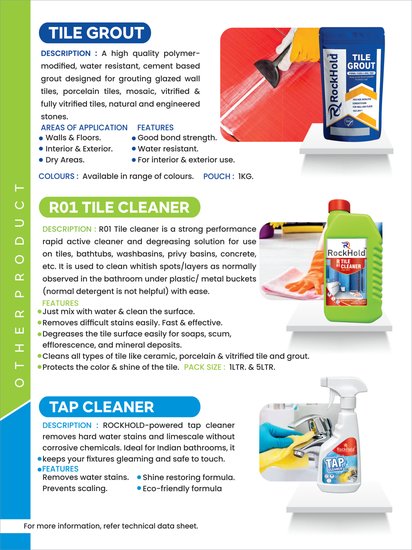 TILE GROUT
DESCRIPTION : A high quality polymer-
modified, water resistant, cement based
grout designed for grouting glazed wall
tiles, porcelain tiles, mosaic, vitrified &
fully vitrified tiles, natural and engineered
stones.
AREAS OF APPLICATION FEATURES
• Walls & Floors. • Good bond strength.
• Interior & Exterior. • Water resistant.
• Dry Areas. • For interior & exterior use.
COLOURS : Available in range of colours. POUCH : 1KG.
RockHold
TILE
GROUT
OTHER PRODUCT
R01 TILE CLEANER
DESCRIPTION : R01 Tile cleaner is a strong performance
rapid active cleaner and degreasing solution for use
on tiles, bathtubs, washbasins, privy basins, concrete,
etc. It is used to clean whitish spots/layers as normally
observed in the bathroom under plastic/ metal buckets
(normal detergent is not helpful) with ease.
FEATURES
• Just mix with water & clean the surface.
• Removes difficult stains easily. Fast & effective.
• Degreases the tile surface easily for soaps, scum,
efflorescence, and mineral deposits.
• Cleans all types of tile like ceramic, porcelain & vitrified tile and grout.
• Protects the color & shine of the tile. PACK SIZE : 1LTR. & 5LTR.
RockHold
TILE
CLEANER
TAP CLEANER
DESCRIPTION : ROCKHOLD-powered tap cleaner
removes hard water stains and limescale without
corrosive chemicals. Ideal for Indian bathrooms, it
• keeps your fixtures gleaming and safe to touch.
• FEATURES
Removes water stains. • Shine restoring formula.
Prevents scaling. • Eco-friendly formula
RockHold
TAP
CLEANER
For more information, refer technical data sheet.